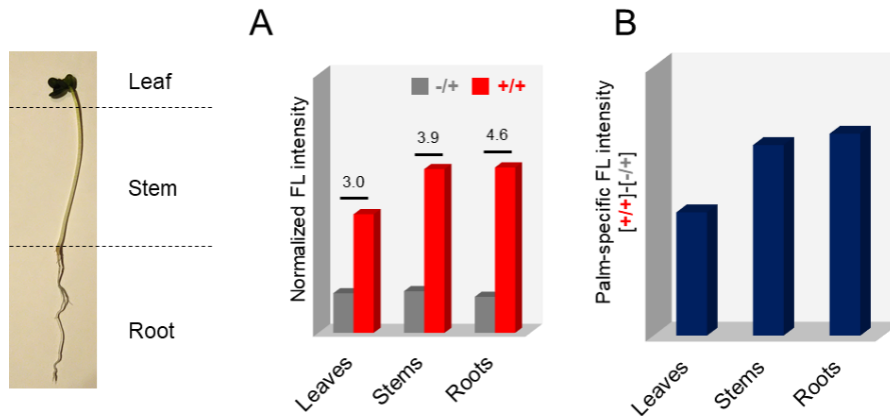 Leaf
Stem
Root
A
Normalized FL intensity
-/+ +/+
3.0
3.9
4.6
Leaves
Stems
Roots
B
Palm-specific FL intensity
[+/+]-[-/+]
Leaves
Stems
Roots